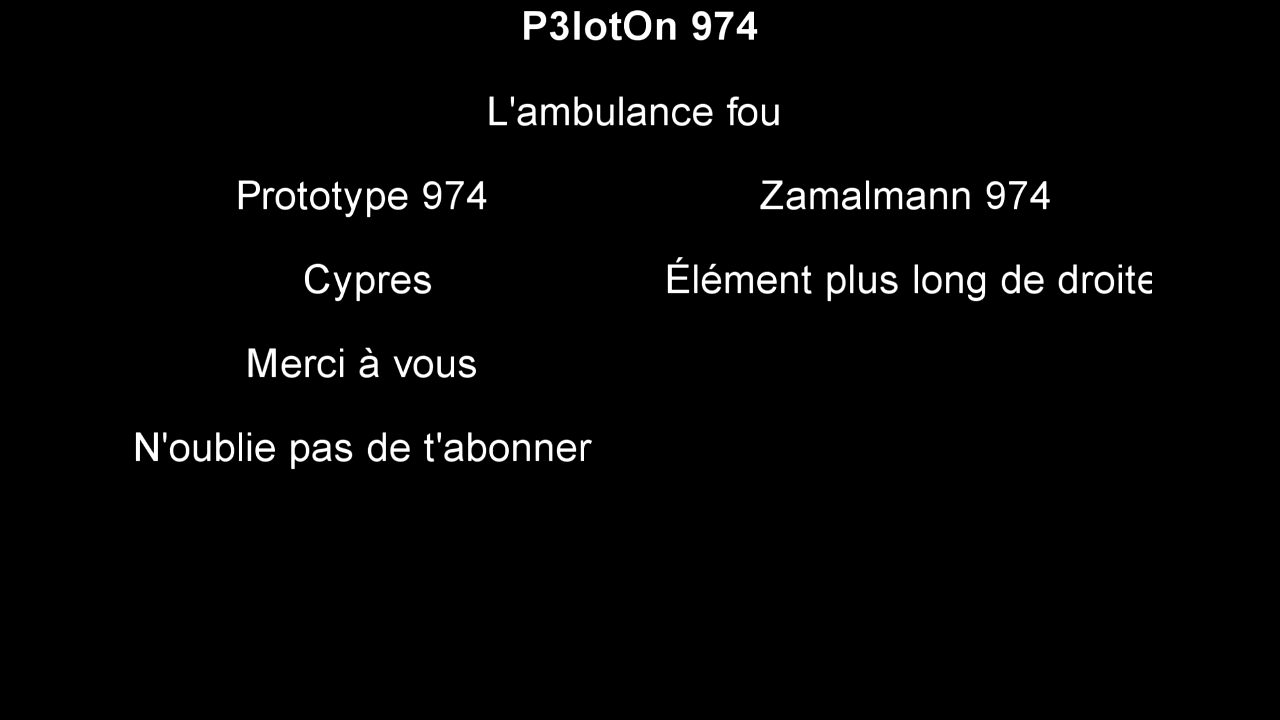 P3lotOn 974
L'ambulance fou
Prototype 974 Zamalmann 974
Cypres Élément plus long de droite
Merci à vous
N'oublie pas de t'abonner